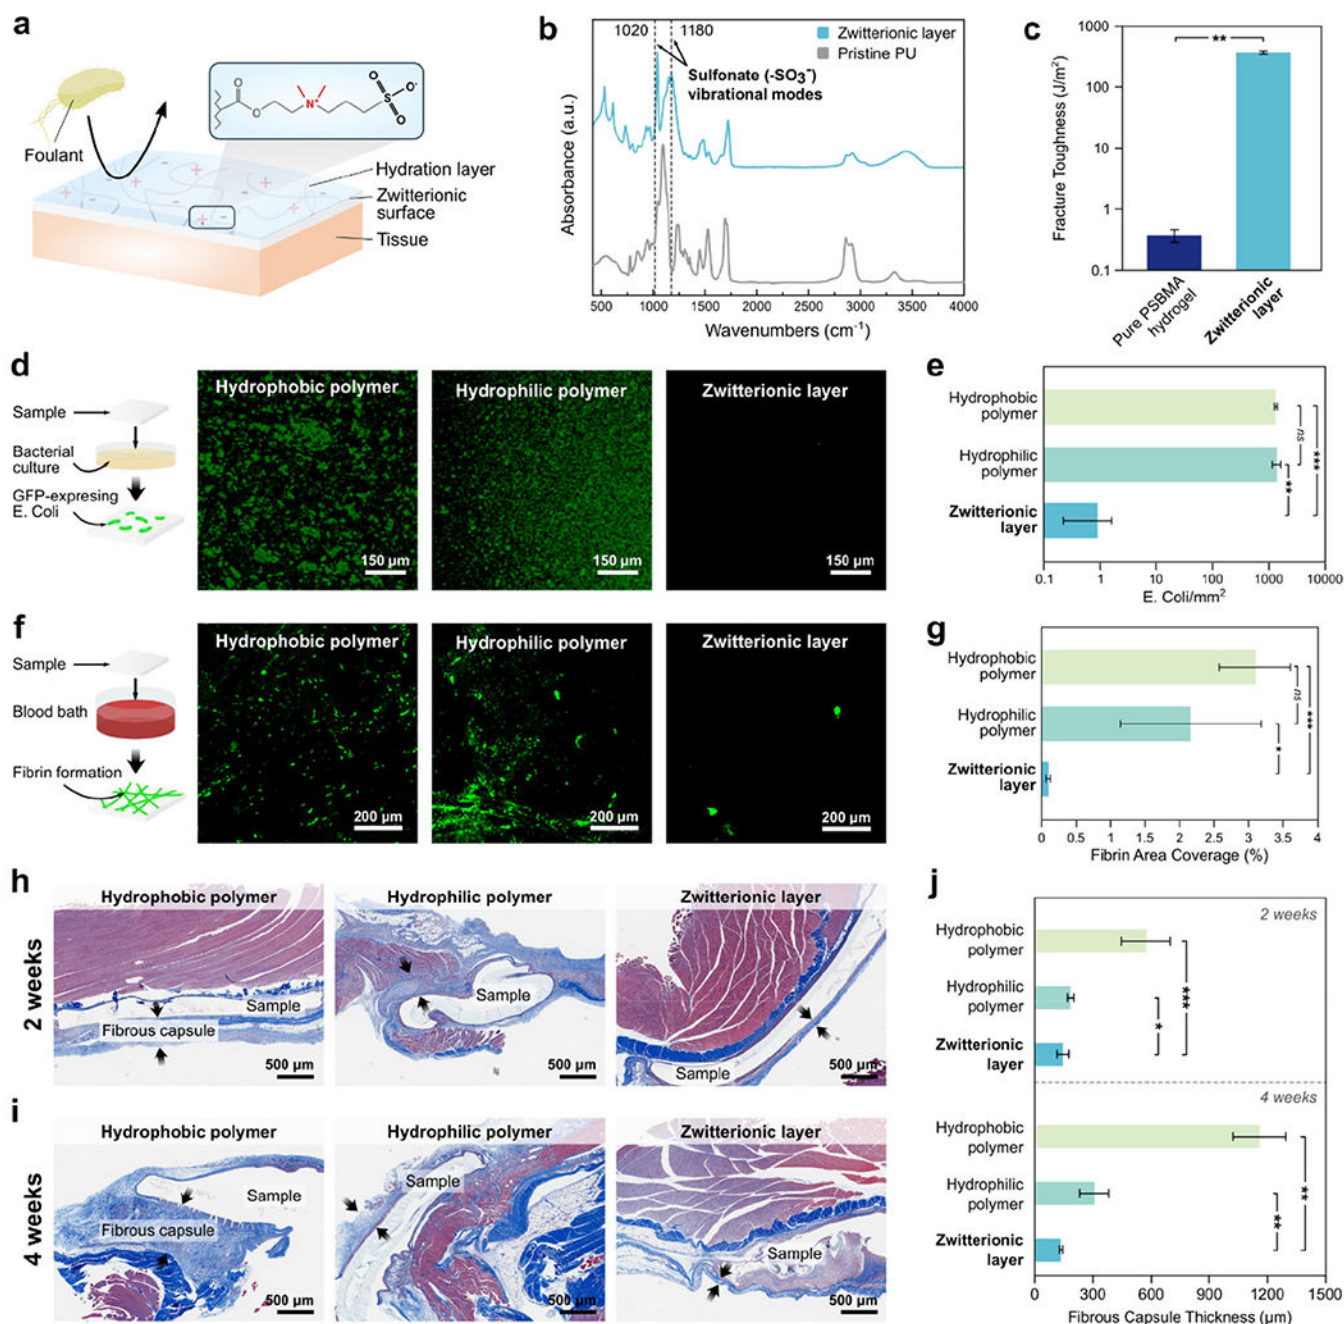 a
Foulant
O
O
N+
S
O
O-
O
Hydration layer
Zwitterionic
surface
Tissue
b
1020
1180
Zwitterionic layer
Pristine PU
Sulfonate (-SO₃⁻)
vibrational modes
Absorbance (a.u.)
500 1000 1500 2000 2500 3000 3500 4000
Wavenumbers (cm⁻¹)
c
**
Fracture Toughness (J/m²)
1000
100
10
1
0.1
Pure PSBMA
hydrogel
Zwitterionic
layer
d
Sample
Bacterial
culture
GFP-expresing
E. Coli
Hydrophobic polymer
150 µm
Hydrophilic polymer
150 µm
Zwitterionic layer
150 µm
e
Hydrophobic
polymer
Hydrophilic
polymer
Zwitterionic
layer
ns
**
***
0.1 1 10 100 1000 10000
E. Coli/mm²
f
Sample
Blood bath
Fibrin formation
Hydrophobic polymer
200 µm
Hydrophilic polymer
200 µm
Zwitterionic layer
200 µm
g
Hydrophobic
polymer
Hydrophilic
polymer
Zwitterionic
layer
ns
*
***
0 0.5 1 1.5 2 2.5 3 3.5 4
Fibrin Area Coverage (%)
h
2 weeks
Hydrophobic polymer
Sample
Fibrous capsule
500 µm
Hydrophilic polymer
Sample
500 µm
Zwitterionic layer
Sample
500 µm
i
4 weeks
Hydrophobic polymer
Sample
Fibrous capsule
500 µm
Hydrophilic polymer
Sample
500 µm
Zwitterionic layer
Sample
500 µm
j
2 weeks
Hydrophobic
polymer
Hydrophilic
polymer
Zwitterionic
layer
*
***
4 weeks
Hydrophobic
polymer
Hydrophilic
polymer
Zwitterionic
layer
**
**
0 300 600 900 1200 1500
Fibrous Capsule Thickness (µm)